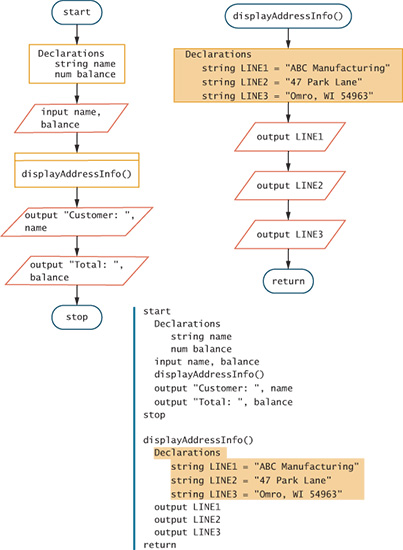 start
Declarations
string name
num balance
input name,
balance
displayAddressInfo()
output "Customer: ",
name
output "Total: ",
balance
stop
displayAddressInfo()
Declarations
string LINE1 = "ABC Manufacturing"
string LINE2 = "47 Park Lane"
string LINE3 = "Omro, WI 54963"
output LINE1
output LINE2
output LINE3
return
start
Declarations
string name
num balance
input name, balance
displayAddressInfo()
output "Customer: ", name
output "Total: ", balance
stop
displayAddressInfo()
Declarations
string LINE1 = "ABC Manufacturing"
string LINE2 = "47 Park Lane"
string LINE3 = "Omro, WI 54963"
output LINE1
output LINE2
output LINE3
return